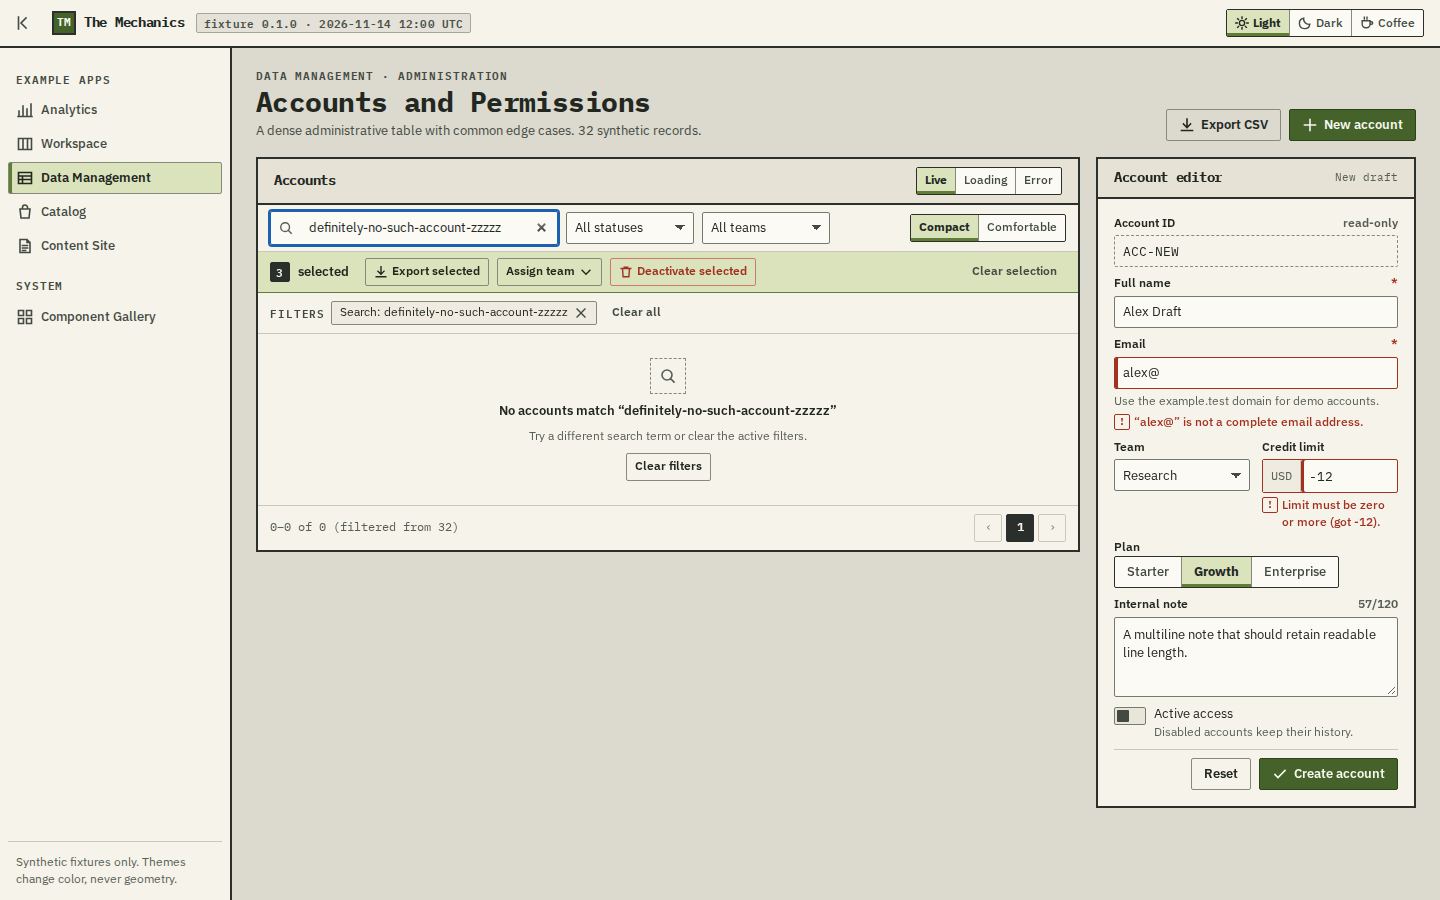 TM The Mechanics fixture 0.1.0 · 2026-11-14 12:00 UTC Light Dark Coffee
EXAMPLE APPS
Analytics
Workspace
Data Management
Catalog
Content Site
SYSTEM
Component Gallery
Synthetic fixtures only. Themes
change color, never geometry.
DATA MANAGEMENT · ADMINISTRATION
Accounts and Permissions
A dense administrative table with common edge cases. 32 synthetic records.
Export CSV New account
Accounts Live Loading Error
definitely-no-such-account-zzzzz All statuses All teams Compact Comfortable
3 selected Export selected Assign team Deactivate selected Clear selection
FILTERS Search: definitely-no-such-account-zzzzz Clear all
No accounts match “definitely-no-such-account-zzzzz”
Try a different search term or clear the active filters.
Clear filters
0–0 of 0 (filtered from 32) ‹ 1 ›
Account editor New draft
Account ID read-only
ACC-NEW
Full name *
Alex Draft
Email *
alex@
Use the example.test domain for demo accounts.
! “alex@” is not a complete email address.
Team Credit limit
Research USD -12
! Limit must be zero
or more (got -12).
Plan
Starter Growth Enterprise
Internal note 57/120
A multiline note that should retain readable
line length.
Active access
Disabled accounts keep their history.
Reset Create account